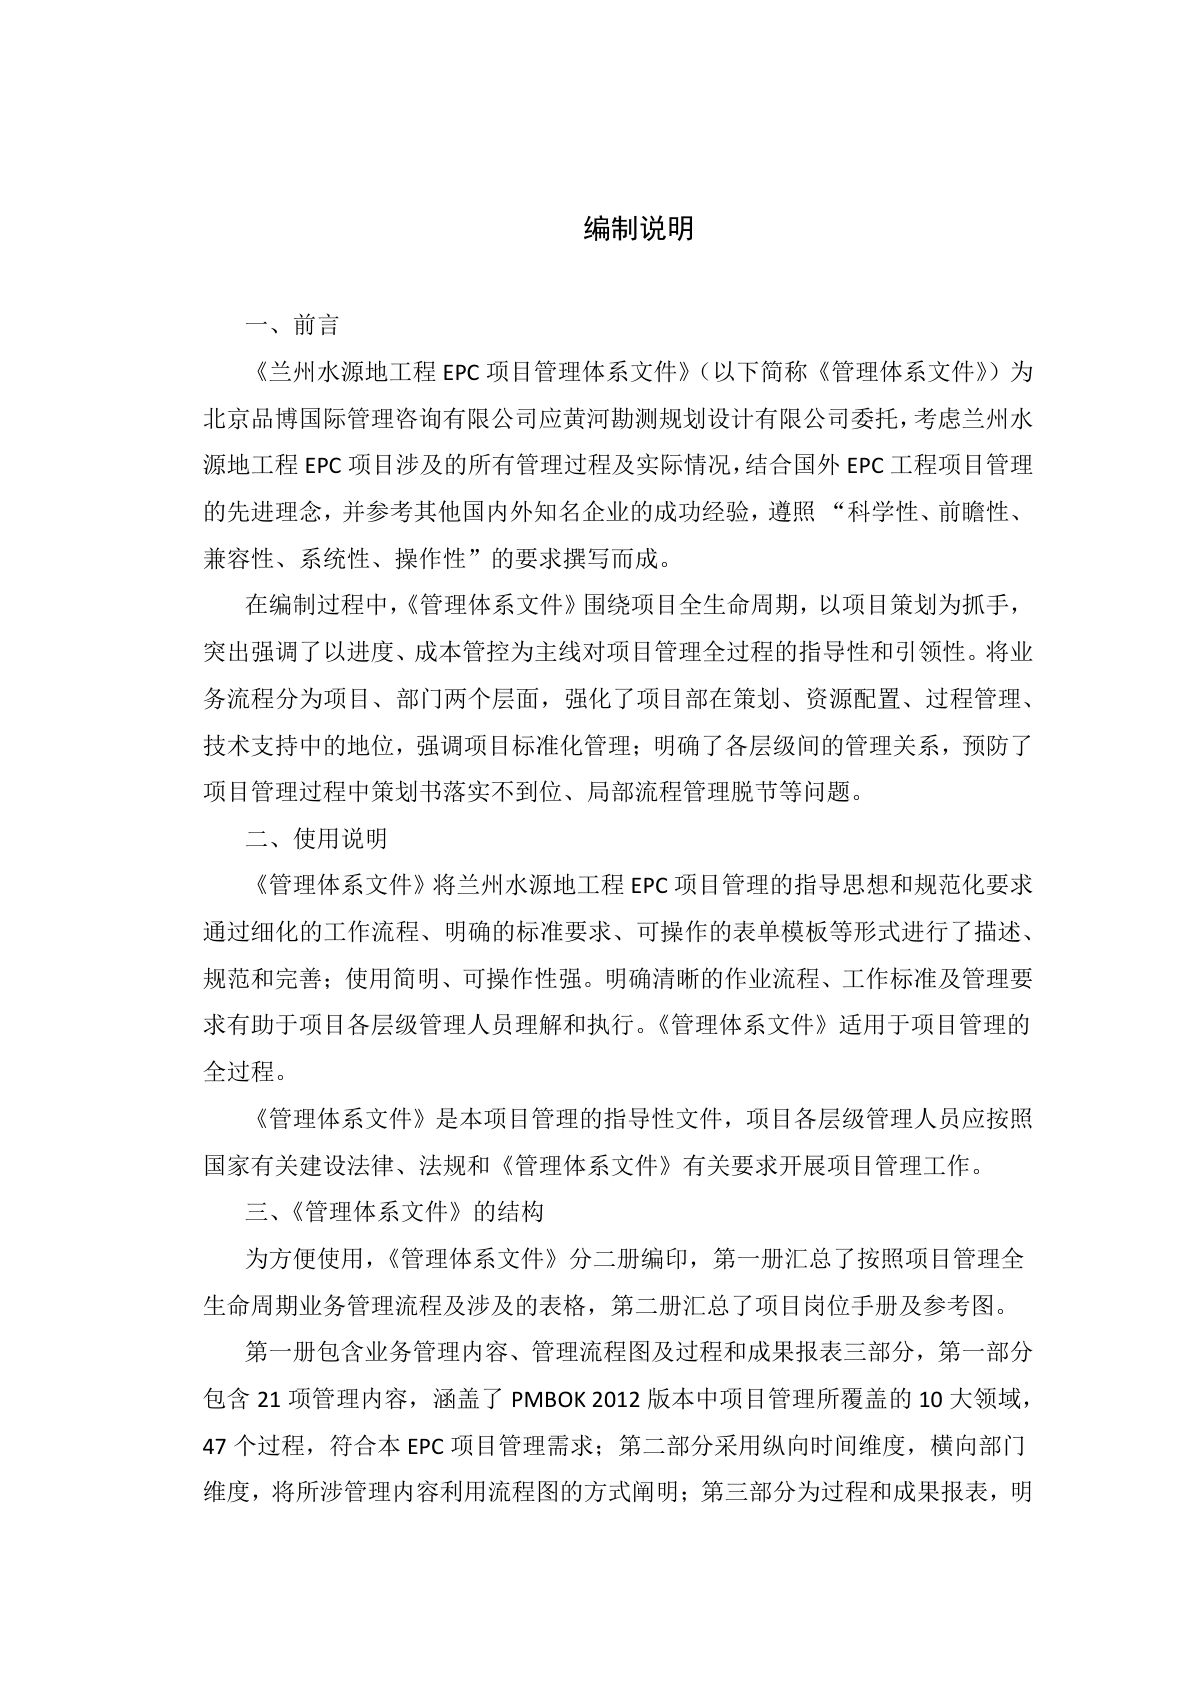 编制说明
一、前言
《兰州水源地工程 EPC 项目管理体系文件》（以下简称《管理体系文件》）为
北京品博国际管理咨询有限公司应黄河勘测规划设计有限公司委托，考虑兰州水
源地工程 EPC 项目涉及的所有管理过程及实际情况，结合国外 EPC 工程项目管理
的先进理念，并参考其他国内外知名企业的成功经验，遵照 “科学性、前瞻性、
兼容性、系统性、操作性”的要求撰写而成。
在编制过程中，《管理体系文件》围绕项目全生命周期，以项目策划为抓手，
突出强调了以进度、成本管控为主线对项目管理全过程的指导性和引领性。将业
务流程分为项目、部门两个层面，强化了项目部在策划、资源配置、过程管理、
技术支持中的地位，强调项目标准化管理；明确了各层级间的管理关系，预防了
项目管理过程中策划书落实不到位、局部流程管理脱节等问题。
二、使用说明
《管理体系文件》将兰州水源地工程 EPC 项目管理的指导思想和规范化要求
通过细化的工作流程、明确的标准要求、可操作的表单模板等形式进行了描述、
规范和完善；使用简明、可操作性强。明确清晰的作业流程、工作标准及管理要
求有助于项目各层级管理人员理解和执行。《管理体系文件》适用于项目管理的
全过程。
《管理体系文件》是本项目管理的指导性文件，项目各层级管理人员应按照
国家有关建设法律、法规和《管理体系文件》有关要求开展项目管理工作。
三、《管理体系文件》的结构
为方便使用，《管理体系文件》分二册编印，第一册汇总了按照项目管理全
生命周期业务管理流程及涉及的表格，第二册汇总了项目岗位手册及参考图。
第一册包含业务管理内容、管理流程图及过程和成果报表三部分，第一部分
包含 21 项管理内容，涵盖了 PMBOK 2012 版本中项目管理所覆盖的 10 大领域，
47 个过程，符合本 EPC 项目管理需求；第二部分采用纵向时间维度，横向部门
维度，将所涉管理内容利用流程图的方式阐明；第三部分为过程和成果报表，明